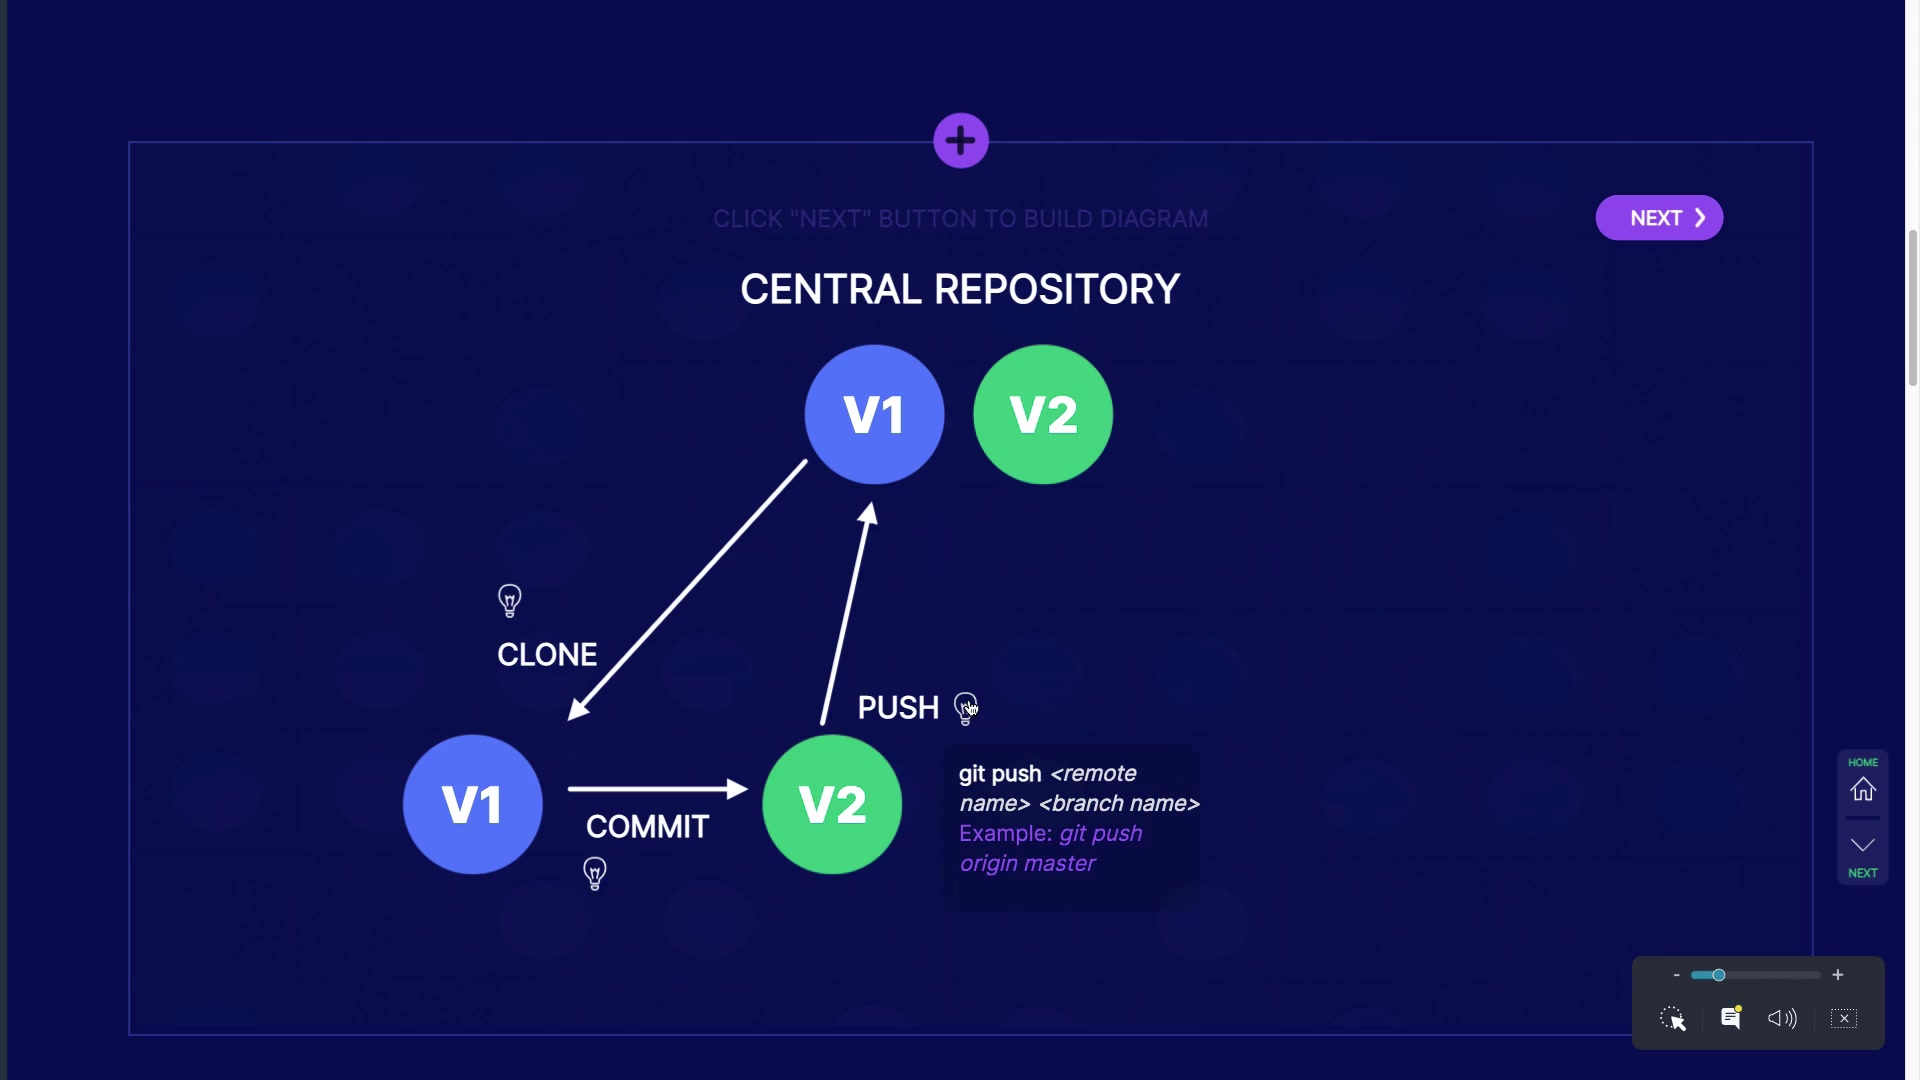 CLICK "NEXT" BUTTON TO BUILD DIAGRAM
NEXT
CENTRAL REPOSITORY
V1
V2
CLONE
PUSH
V1
COMMIT
V2
git push <remote
name> <branch name>
Example: git push
origin master
HOME
NEXT
- +